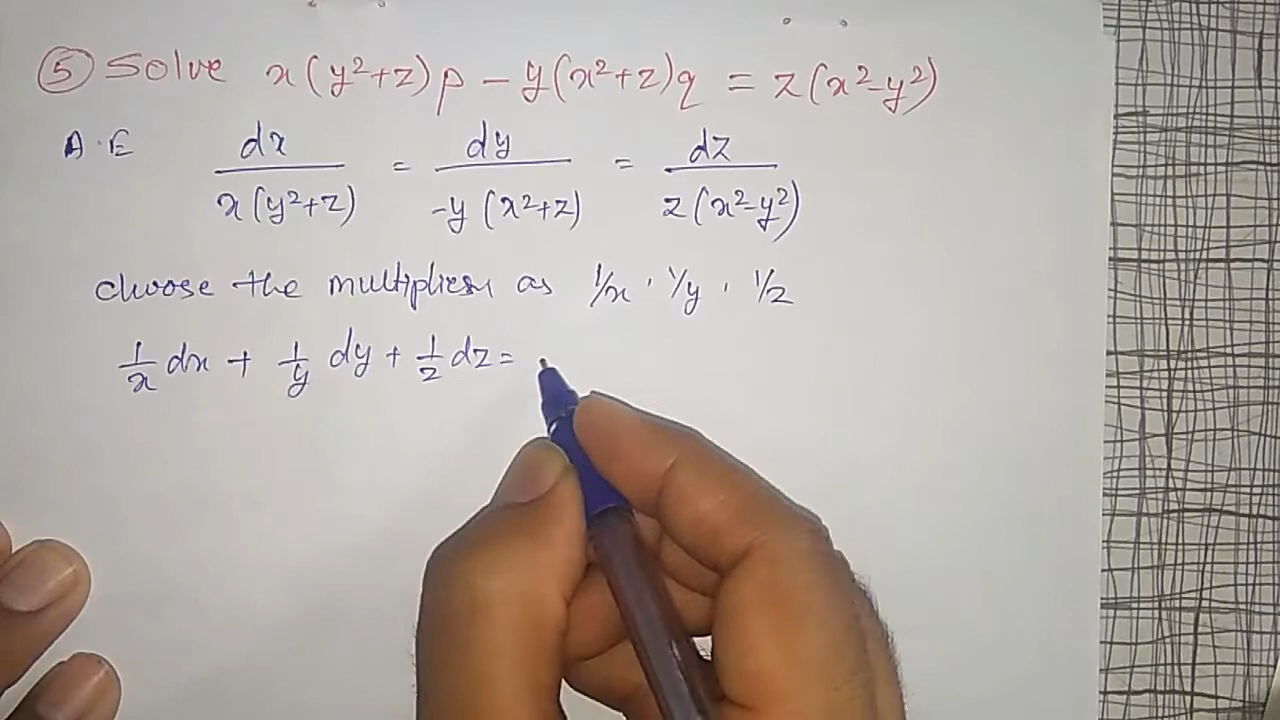 ⑤ Solve x(y²+z)p - y(x²+z)q = z(x²-y²)
A.E dx/x(y²+z) = dy/-y(x²+z) = dz/z(x²-y²)
choose the multipliers as 1/x, 1/y, 1/z
1/x dx + 1/y dy + 1/z dz =